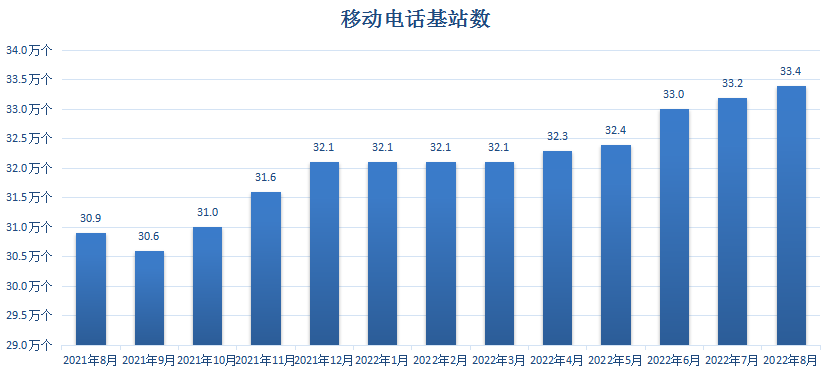 移动电话基站数
34.0万个
33.5万个
33.0万个
32.5万个
32.0万个
31.5万个
31.0万个
30.5万个
30.0万个
29.5万个
29.0万个
30.9
30.6
31.0
31.6
32.1
32.1
32.1
32.1
32.3
32.4
33.0
33.2
33.4
2021年8月 2021年9月 2021年10月 2021年11月 2021年12月 2022年1月 2022年2月 2022年3月 2022年4月 2022年5月 2022年6月 2022年7月 2022年8月